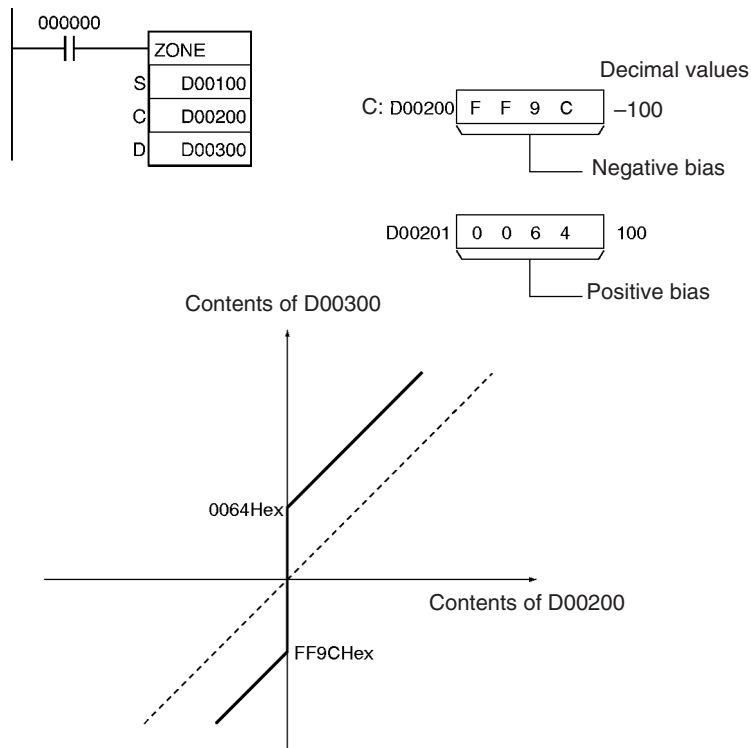 000000
ZONE
S D00100
C D00200
D D00300
Decimal values
C: D00200 F F 9 C –100
Negative bias
D00201 0 0 6 4 100
Positive bias
Contents of D00300
0064Hex
Contents of D00200
FF9CHex